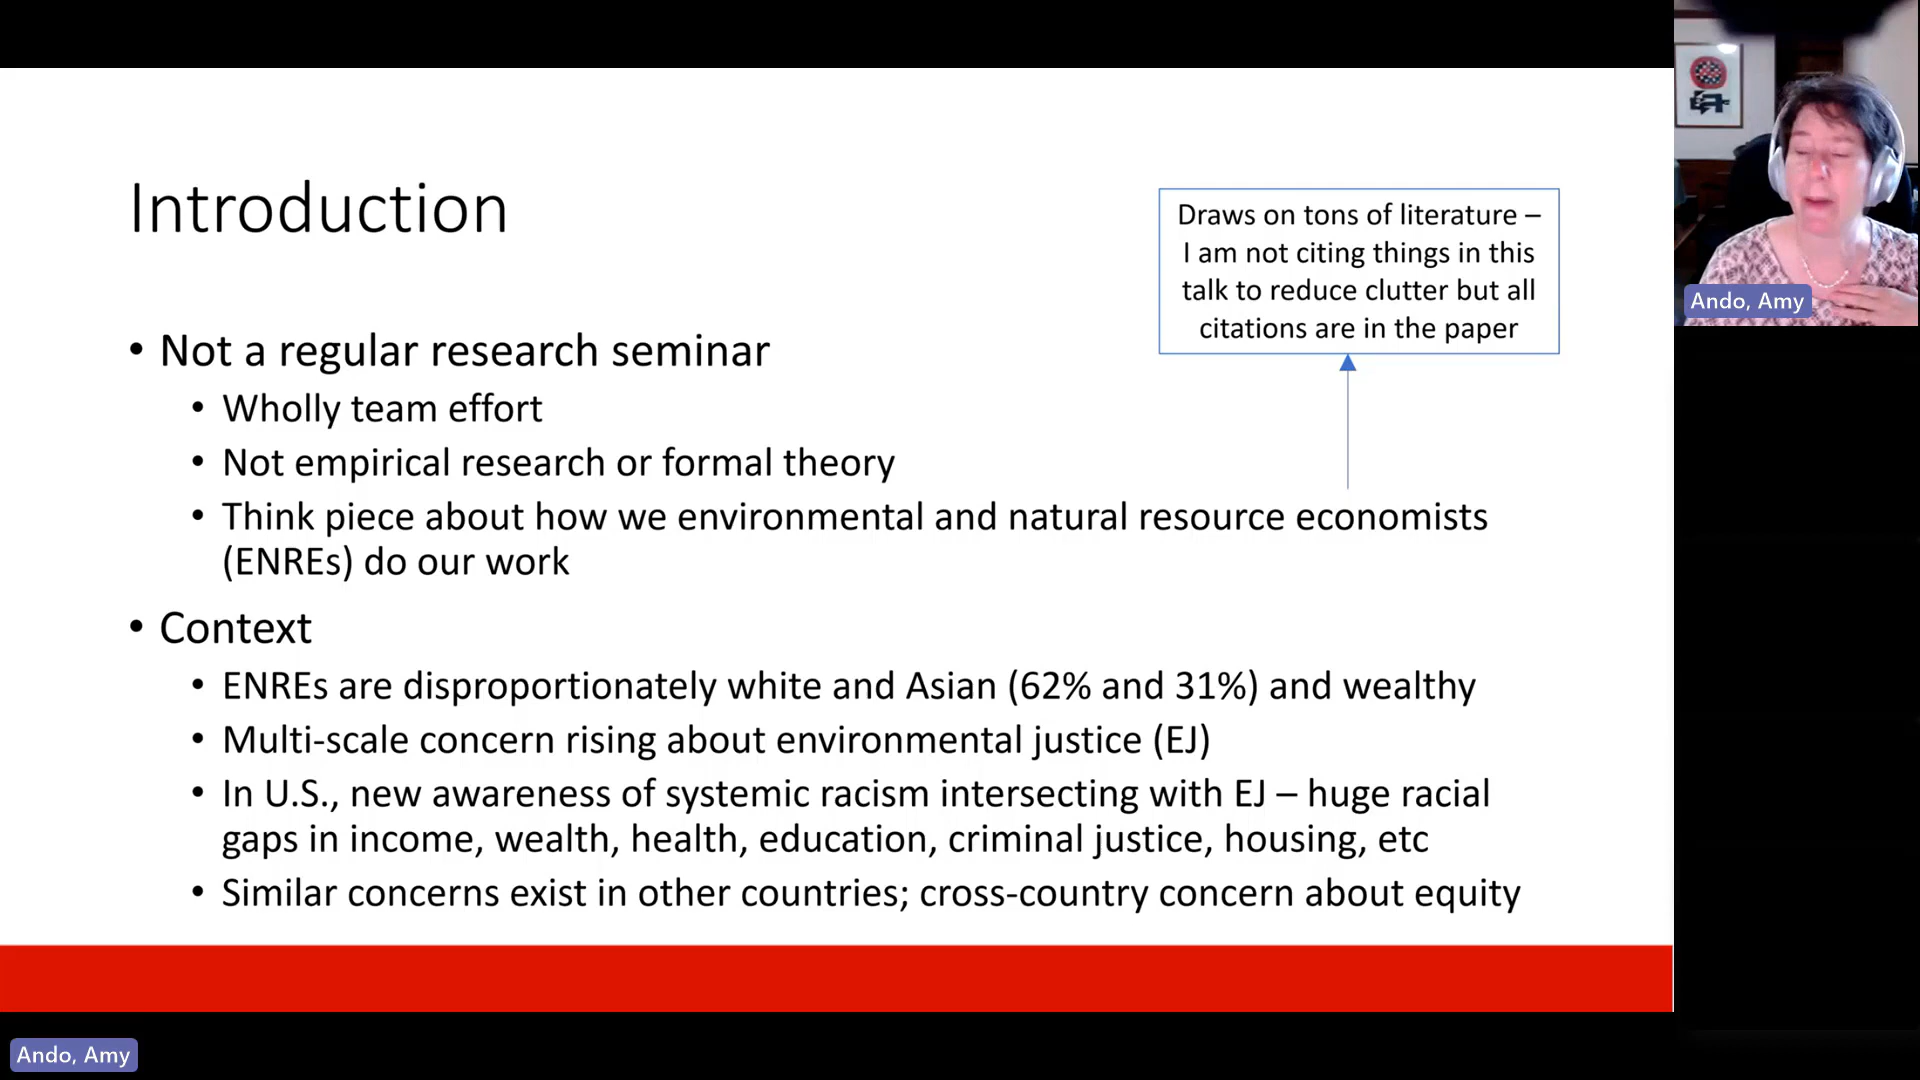 Introduction
Draws on tons of literature –
I am not citing things in this
talk to reduce clutter but all
citations are in the paper
• Not a regular research seminar
• Wholly team effort
• Not empirical research or formal theory
• Think piece about how we environmental and natural resource economists
(ENREs) do our work
• Context
• ENREs are disproportionately white and Asian (62% and 31%) and wealthy
• Multi-scale concern rising about environmental justice (EJ)
• In U.S., new awareness of systemic racism intersecting with EJ – huge racial
gaps in income, wealth, health, education, criminal justice, housing, etc
• Similar concerns exist in other countries; cross-country concern about equity
Ando, Amy
Ando, Amy